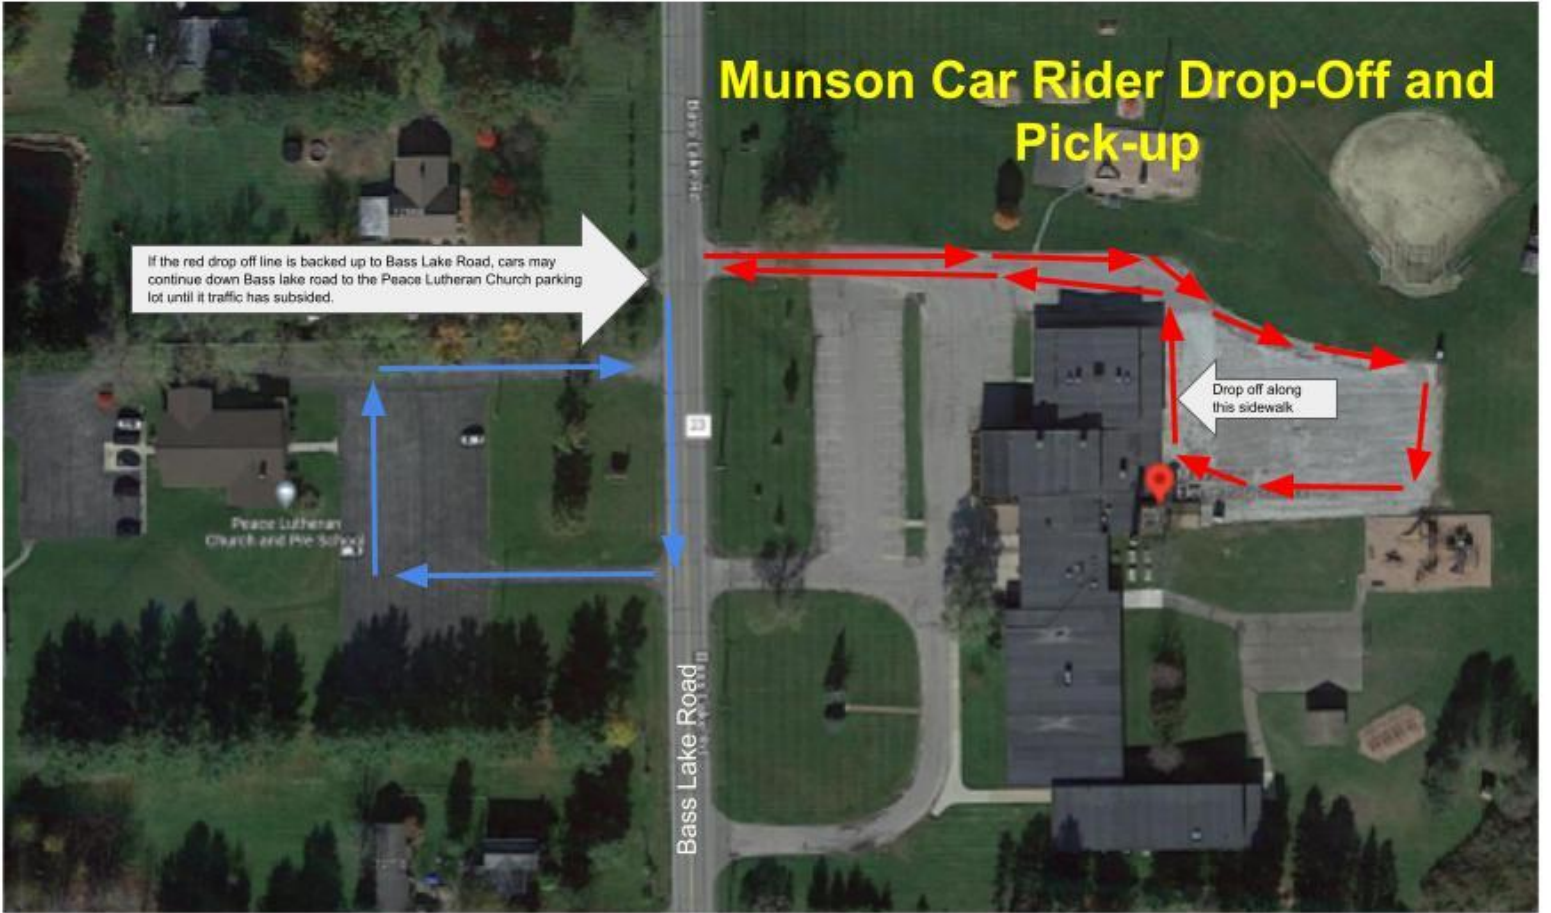 Munson Car Rider Drop-Off and
Pick-up
Bass Lake Rd
If the red drop off line is backed up to Bass Lake Road, cars may
continue down Bass lake road to the Peace Lutheran Church parking
lot until it traffic has subsided.
Drop off along
this sidewalk
33
Peace Lutheran
Church and Pre School
Bass Lake Road
Bass Lake Rd